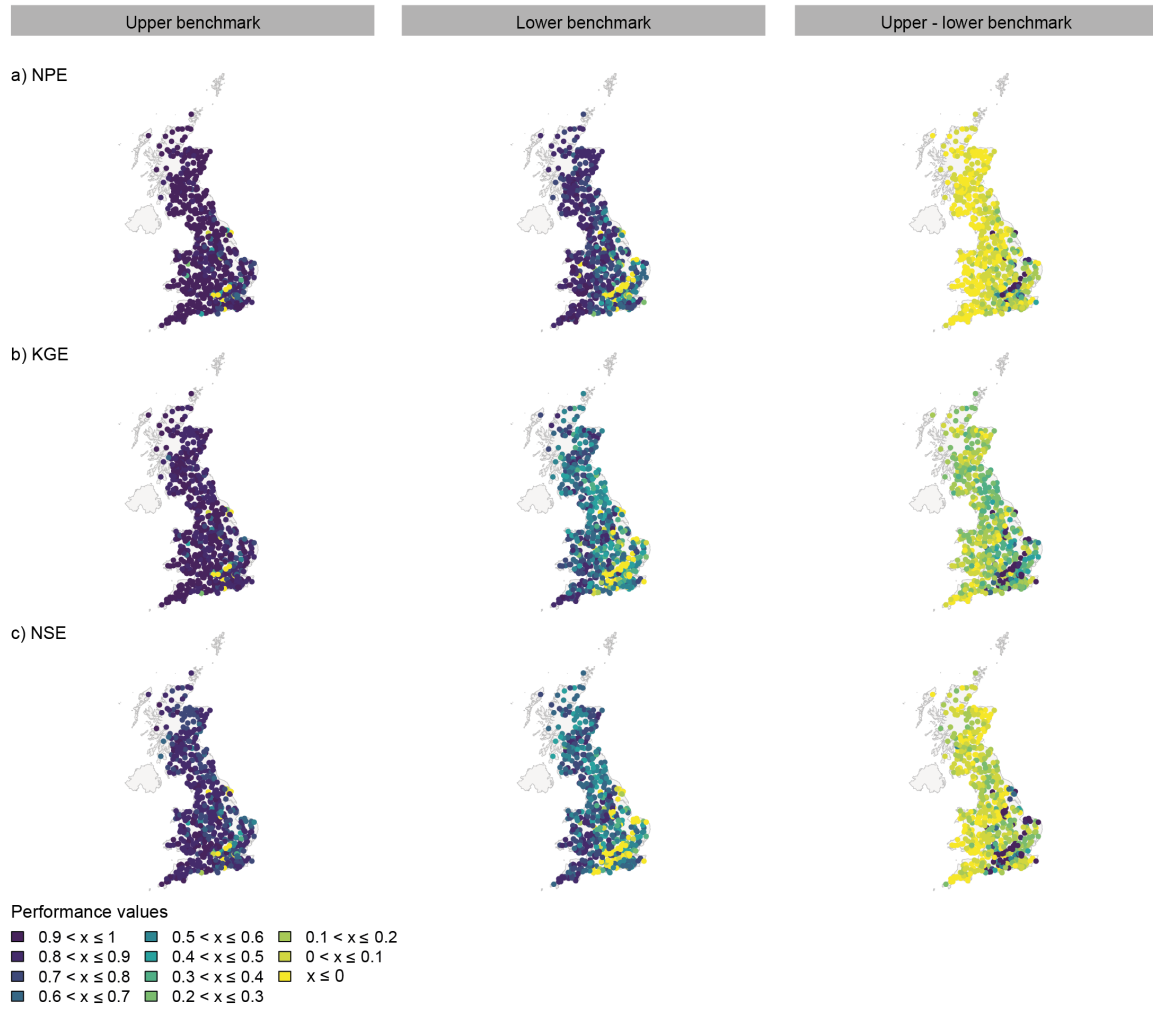 Upper benchmark
Lower benchmark
Upper - lower benchmark
a) NPE
b) KGE
c) NSE
Performance values
0.9 < x ≤ 1
0.5 < x ≤ 0.6
0.1 < x ≤ 0.2
0.8 < x ≤ 0.9
0.4 < x ≤ 0.5
0 < x ≤ 0.1
0.7 < x ≤ 0.8
0.3 < x ≤ 0.4
x ≤ 0
0.6 < x ≤ 0.7
0.2 < x ≤ 0.3